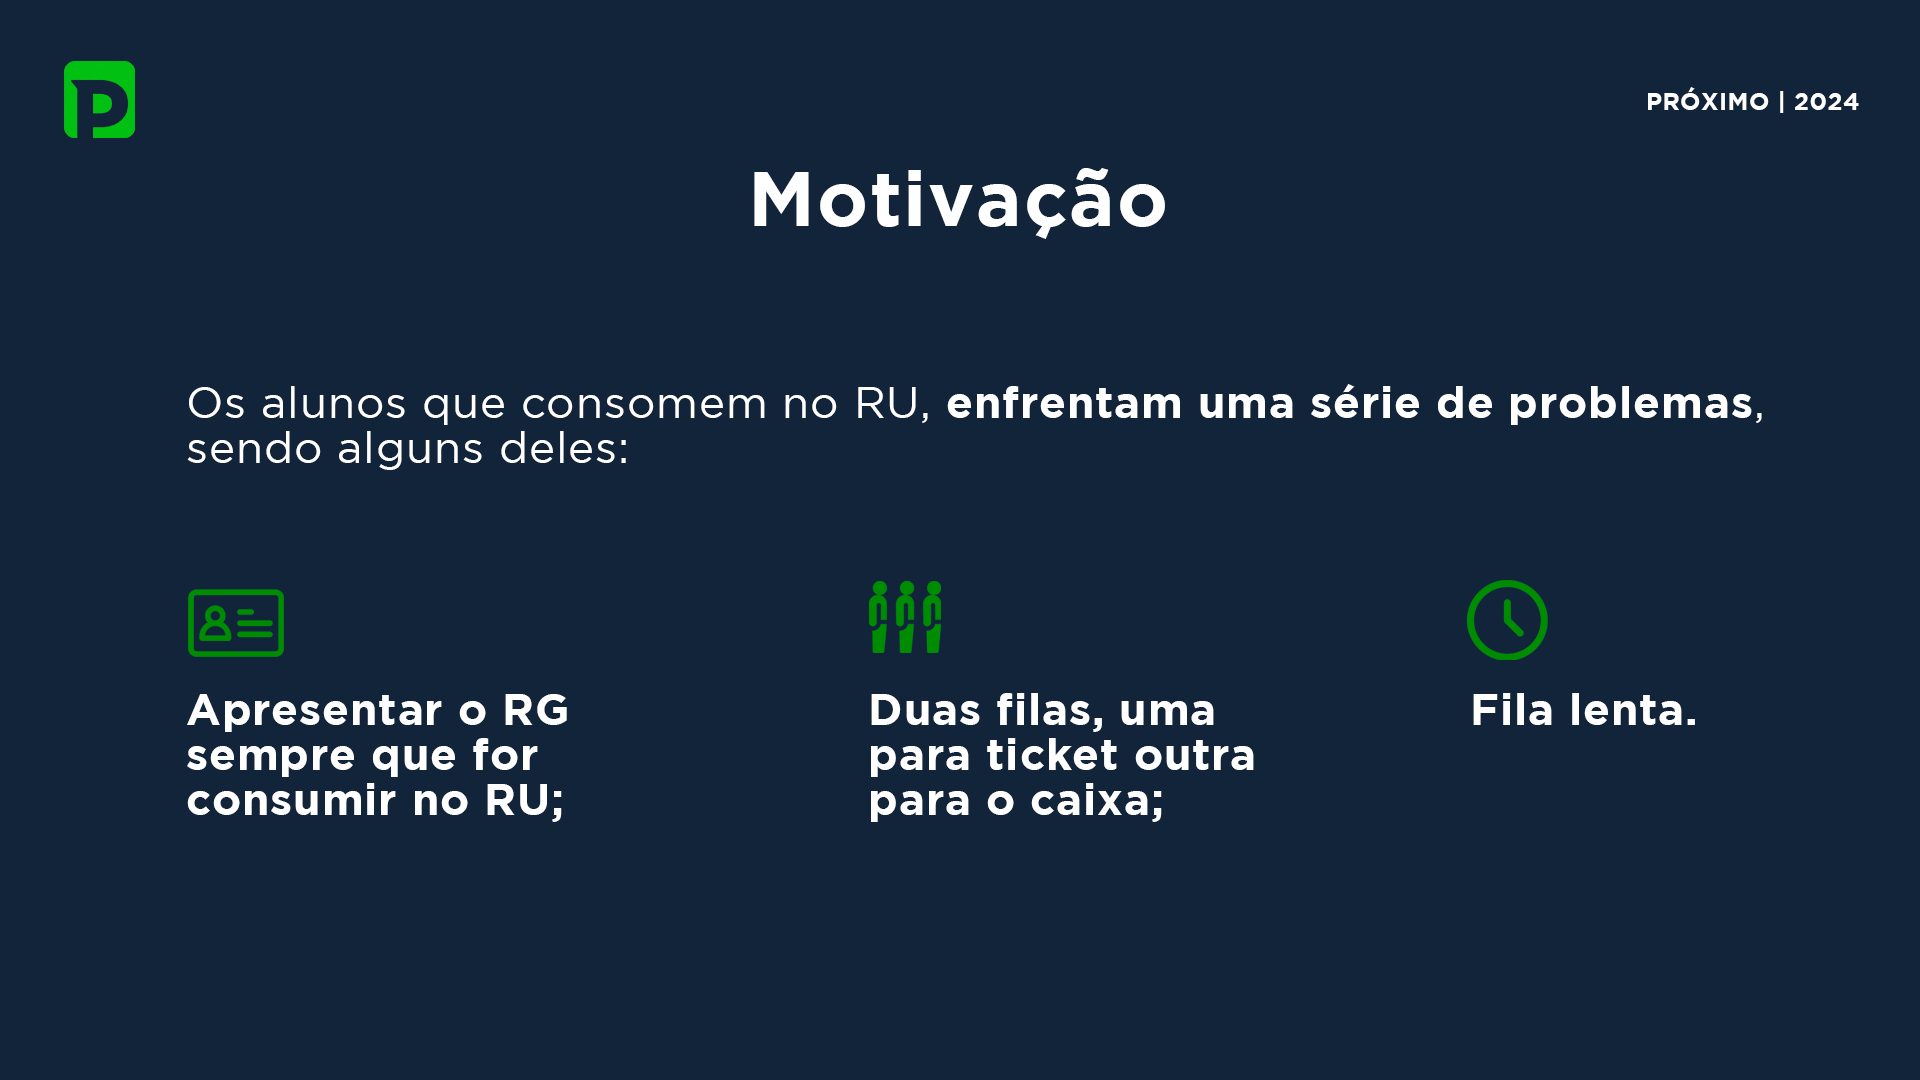 P
PRÓXIMO | 2024
Motivação
Os alunos que consomem no RU, enfrentam uma série de problemas,
sendo alguns deles:
Apresentar o RG
sempre que for
consumir no RU;
Duas filas, uma
para ticket outra
para o caixa;
Fila lenta.